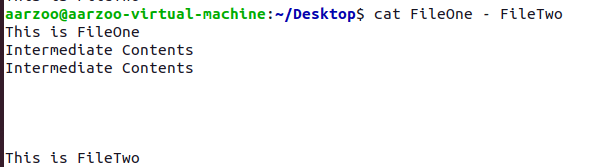 aarzoo@aarzoo-virtual-machine:~/Desktop$ cat FileOne - FileTwo
This is FileOne
Intermediate Contents
Intermediate Contents
This is FileTwo